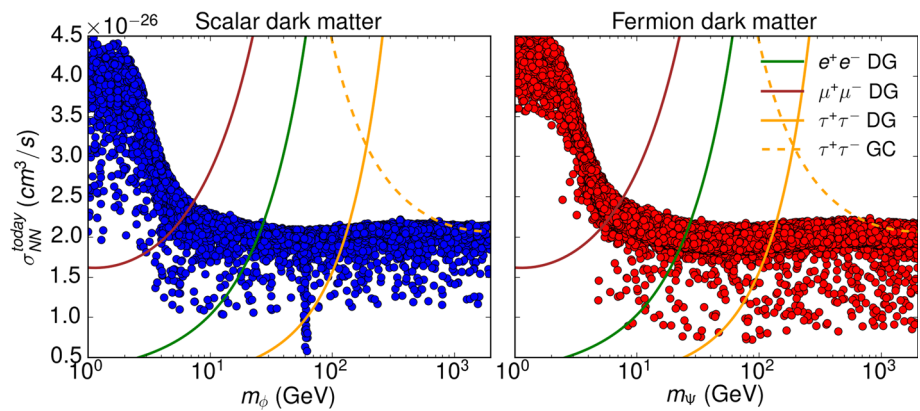 Scalar dark matter
Fermion dark matter
×10⁻²⁶
4.5
4.0
3.5
3.0
2.5
2.0
1.5
1.0
0.5
σ_NN^today (cm³/s)
10⁰ 10¹ 10² 10³
m_ϕ (GeV)
e⁺e⁻ DG
μ⁺μ⁻ DG
τ⁺τ⁻ DG
τ⁺τ⁻ GC
10⁰ 10¹ 10² 10³
m_Ψ (GeV)